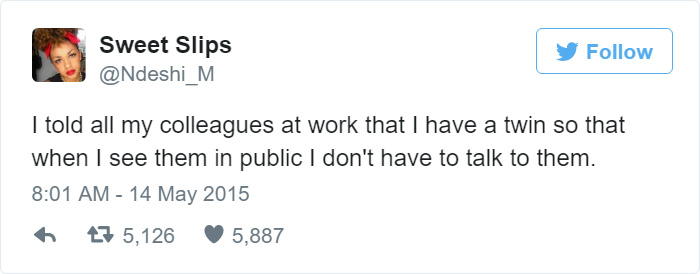 Sweet Slips
@Ndeshi_M
Follow
I told all my colleagues at work that I have a twin so that
when I see them in public I don't have to talk to them.
8:01 AM - 14 May 2015
5,126 5,887